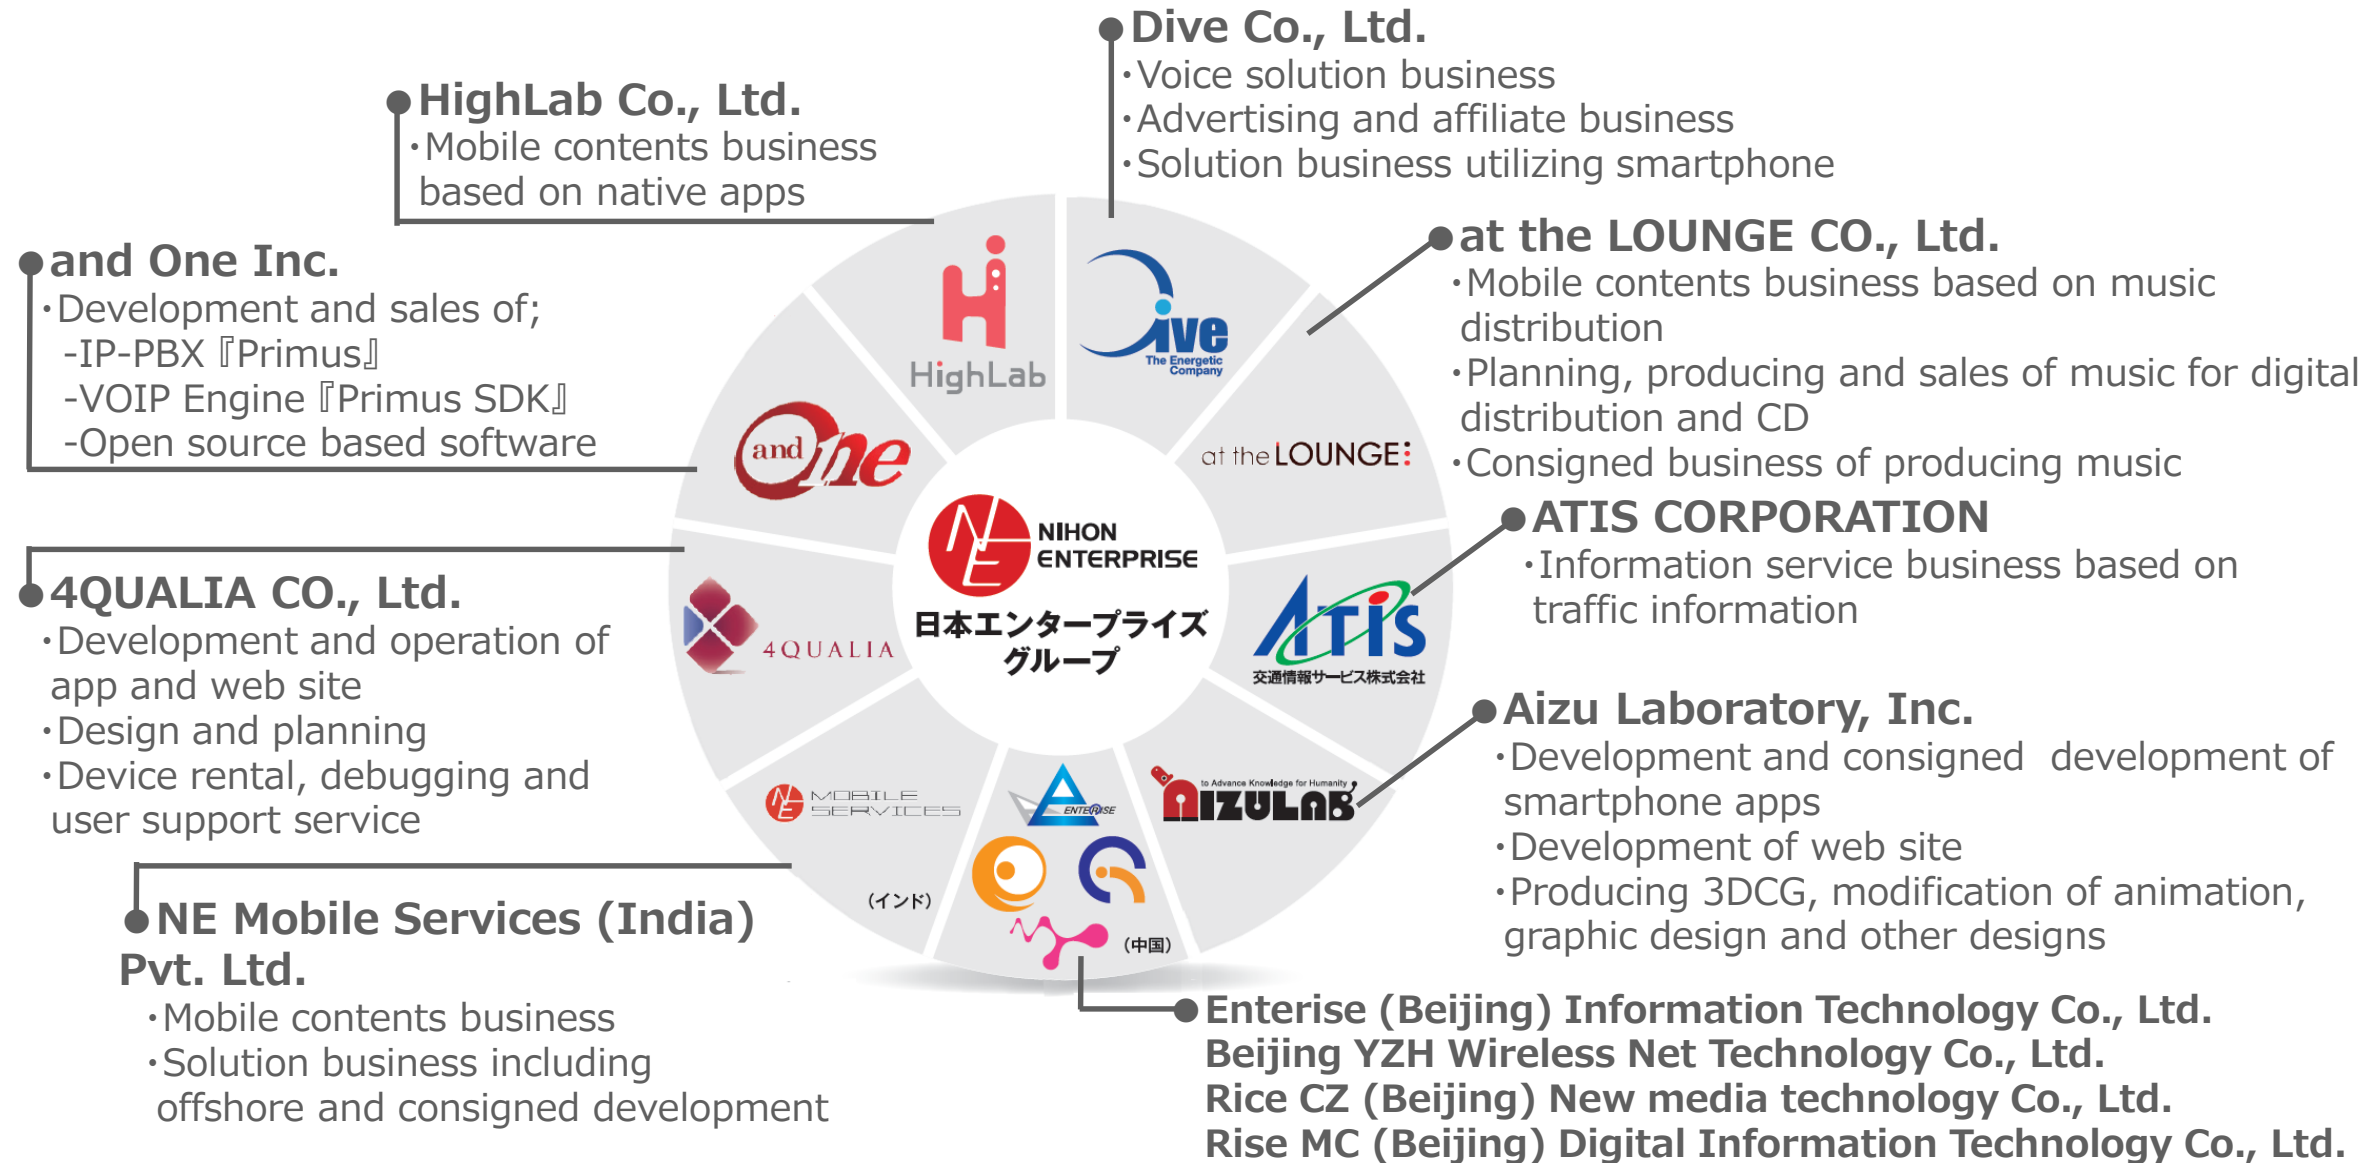 ●Dive Co., Ltd.
・Voice solution business
・Advertising and affiliate business
・Solution business utilizing smartphone
●HighLab Co., Ltd.
・Mobile contents business
based on native apps
●and One Inc.
・Development and sales of;
-IP-PBX『Primus』
-VOIP Engine『Primus SDK』
-Open source based software
●at the LOUNGE CO., Ltd.
・Mobile contents business based on music
distribution
・Planning, producing and sales of music for digital
distribution and CD
・Consigned business of producing music
●ATIS CORPORATION
・Information service business based on
traffic information
●4QUALIA CO., Ltd.
・Development and operation of
app and web site
・Design and planning
・Device rental, debugging and
user support service
●Aizu Laboratory, Inc.
・Development and consigned  development of
smartphone apps
・Development of web site
・Producing 3DCG, modification of animation,
graphic design and other designs
●NE Mobile Services (India)
Pvt. Ltd.
・Mobile contents business
・Solution business including
offshore and consigned development
●Enterise (Beijing) Information Technology Co., Ltd.
Beijing YZH Wireless Net Technology Co., Ltd.
Rice CZ (Beijing) New media technology Co., Ltd.
Rise MC (Beijing) Digital Information Technology Co., Ltd.
HighLab
Dive
The Energetic
Company
and One
at the LOUNGE
NE
NIHON
ENTERPRISE
日本エンタープライズ
グループ
4QUALIA
ATIS
交通情報サービス株式会社
NE MOBILE
SERVICES
(インド)
ENTERISE
(中国)
to Advance Knowledge for Humanity
AIZULAB